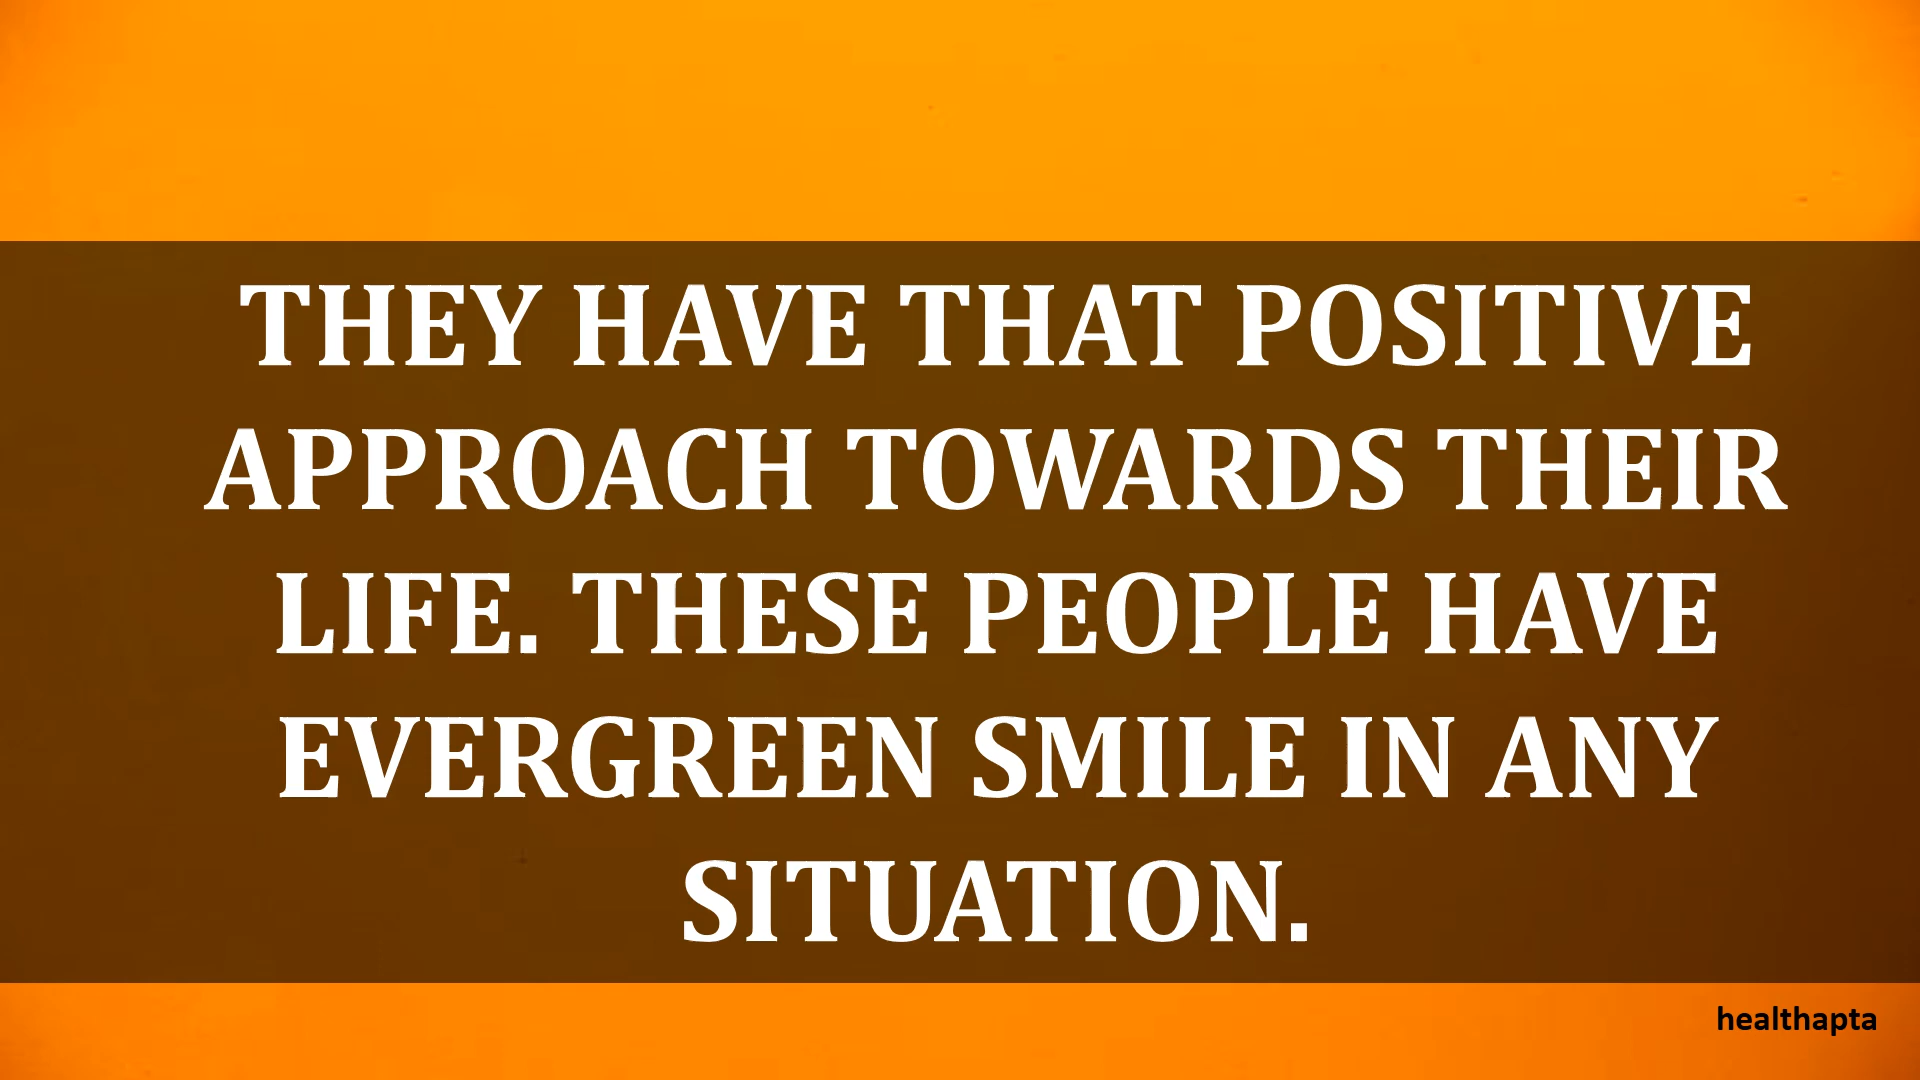 THEY HAVE THAT POSITIVE
APPROACH TOWARDS THEIR
LIFE. THESE PEOPLE HAVE
EVERGREEN SMILE IN ANY
SITUATION.
healthapta